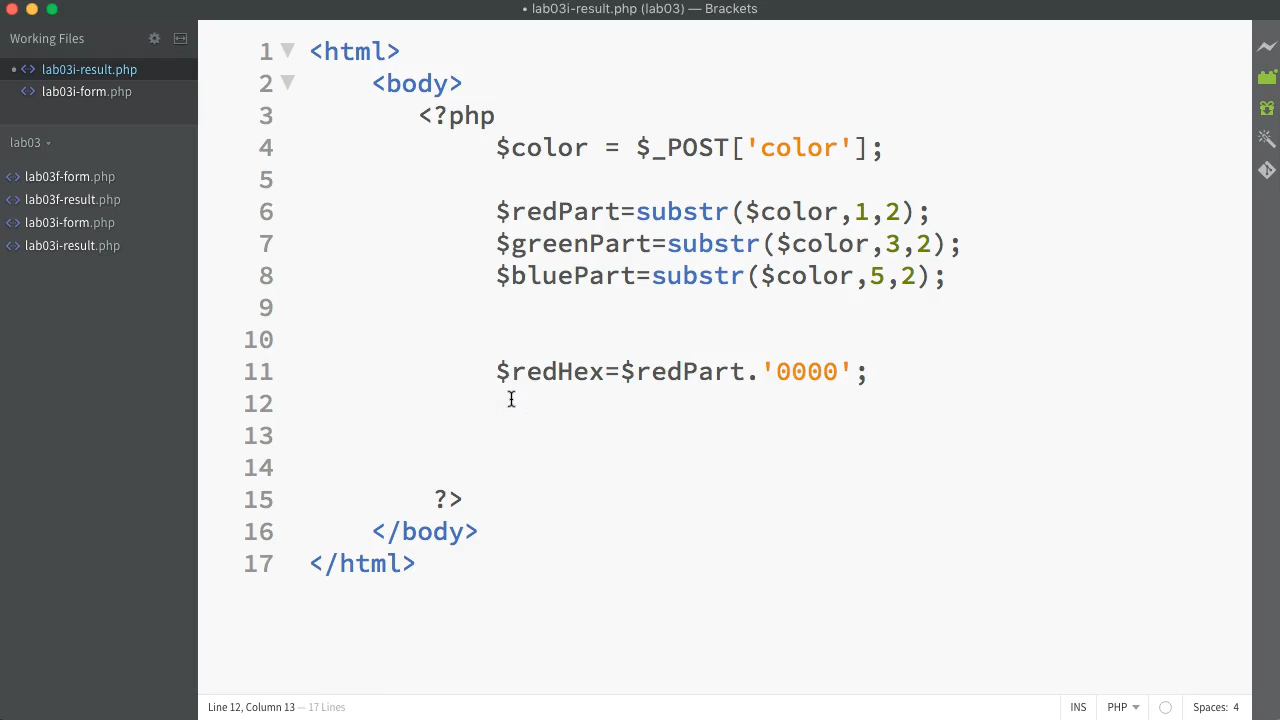 • lab03i-result.php (lab03) — Brackets
Working Files
• lab03i-result.php
lab03i-form.php
lab03
lab03f-form.php
lab03f-result.php
lab03i-form.php
lab03i-result.php
1 <html>
2 <body>
3 <?php
4 $color = $_POST['color'];
5
6 $redPart=substr($color,1,2);
7 $greenPart=substr($color,3,2);
8 $bluePart=substr($color,5,2);
9
10
11 $redHex=$redPart.'0000';
12
13
14
15 ?>
16 </body>
17 </html>
Line 12, Column 13 — 17 Lines
INS PHP Spaces: 4